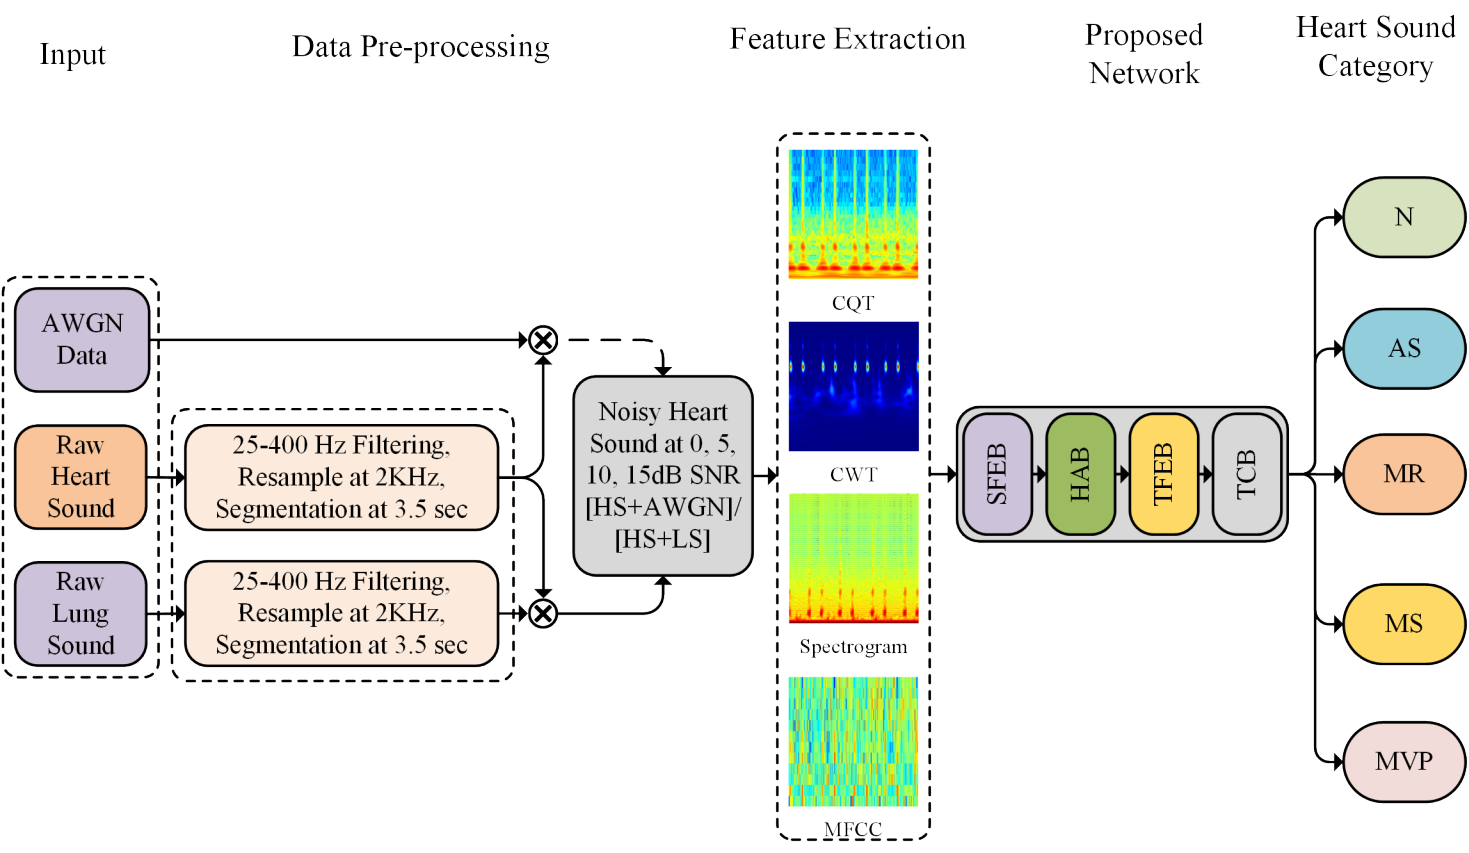 Input
Data Pre-processing
Feature Extraction
Proposed
Network
Heart Sound
Category
AWGN
Data
Raw
Heart
Sound
Raw
Lung
Sound
25-400 Hz Filtering,
Resample at 2KHz,
Segmentation at 3.5 sec
25-400 Hz Filtering,
Resample at 2KHz,
Segmentation at 3.5 sec
Noisy Heart
Sound at 0, 5,
10, 15dB SNR
[HS+AWGN]/
[HS+LS]
CQT
CWT
Spectrogram
MFCC
SFEB
HAB
TFEB
TCB
N
AS
MR
MS
MVP